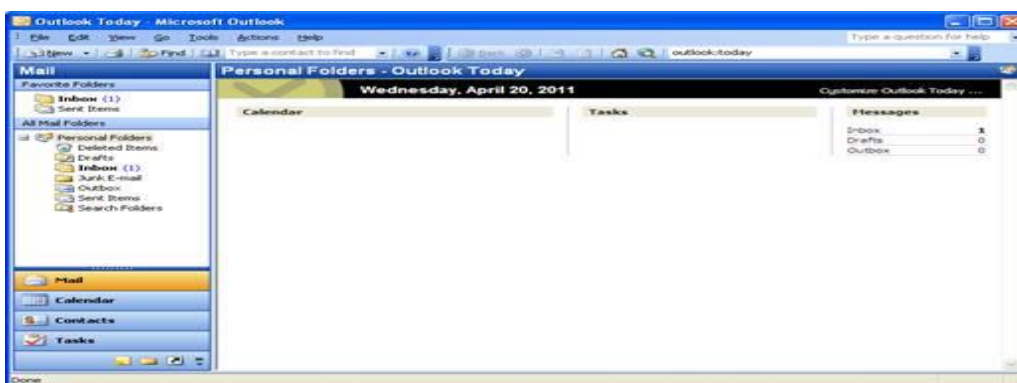 Outlook Today - Microsoft Outlook
File Edit View Go Tools Actions Help
Type a question for help
New Find Type a contact to find Back outlook:today
Mail
Personal Folders - Outlook Today
Favorite Folders
Inbox (1)
Sent Items
All Mail Folders
Personal Folders
Deleted Items
Drafts
Inbox (1)
Junk E-mail
Outbox
Sent Items
Search Folders
Mail
Calendar
Contacts
Tasks
Wednesday, April 20, 2011
Customize Outlook Today ...
Calendar
Tasks
Messages
Inbox 1
Drafts 0
Outbox 0
Done